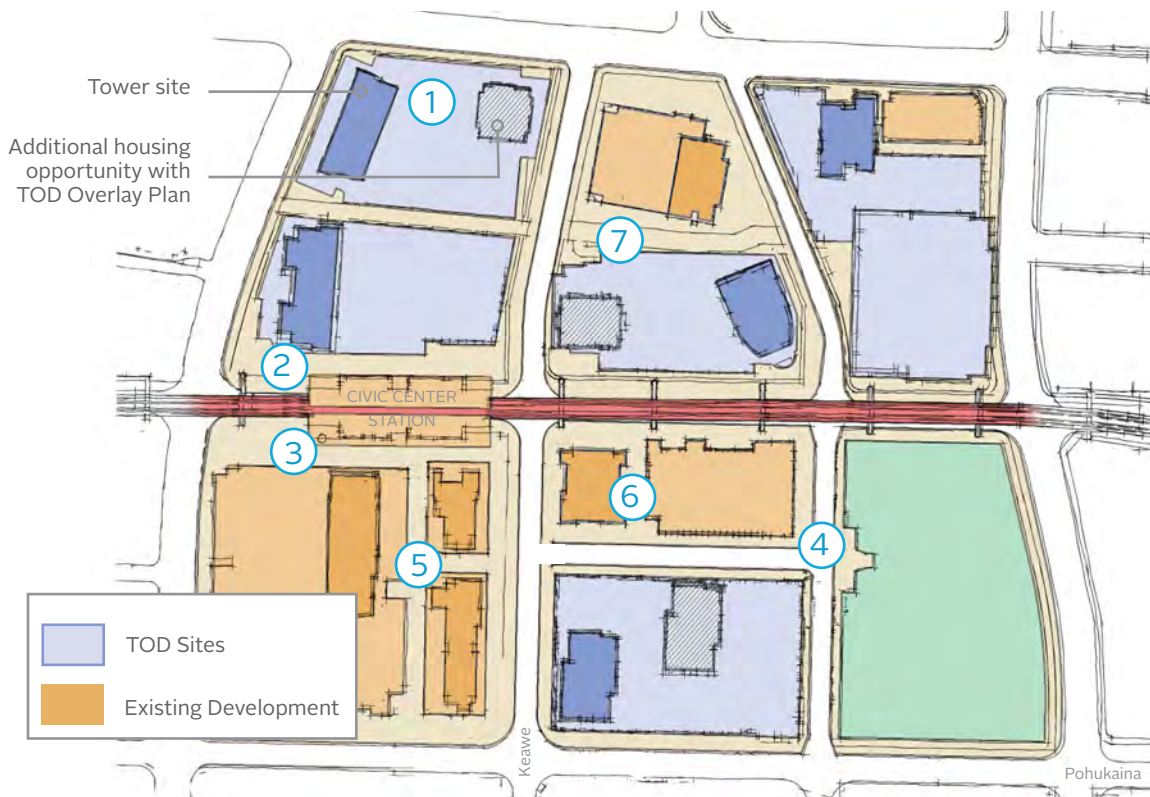 Tower site
Additional housing
opportunity with
TOD Overlay Plan
1
7
2
CIVIC CENTER
STATION
3
6
4
5
TOD Sites
Existing Development
Keawe
Pohukaina